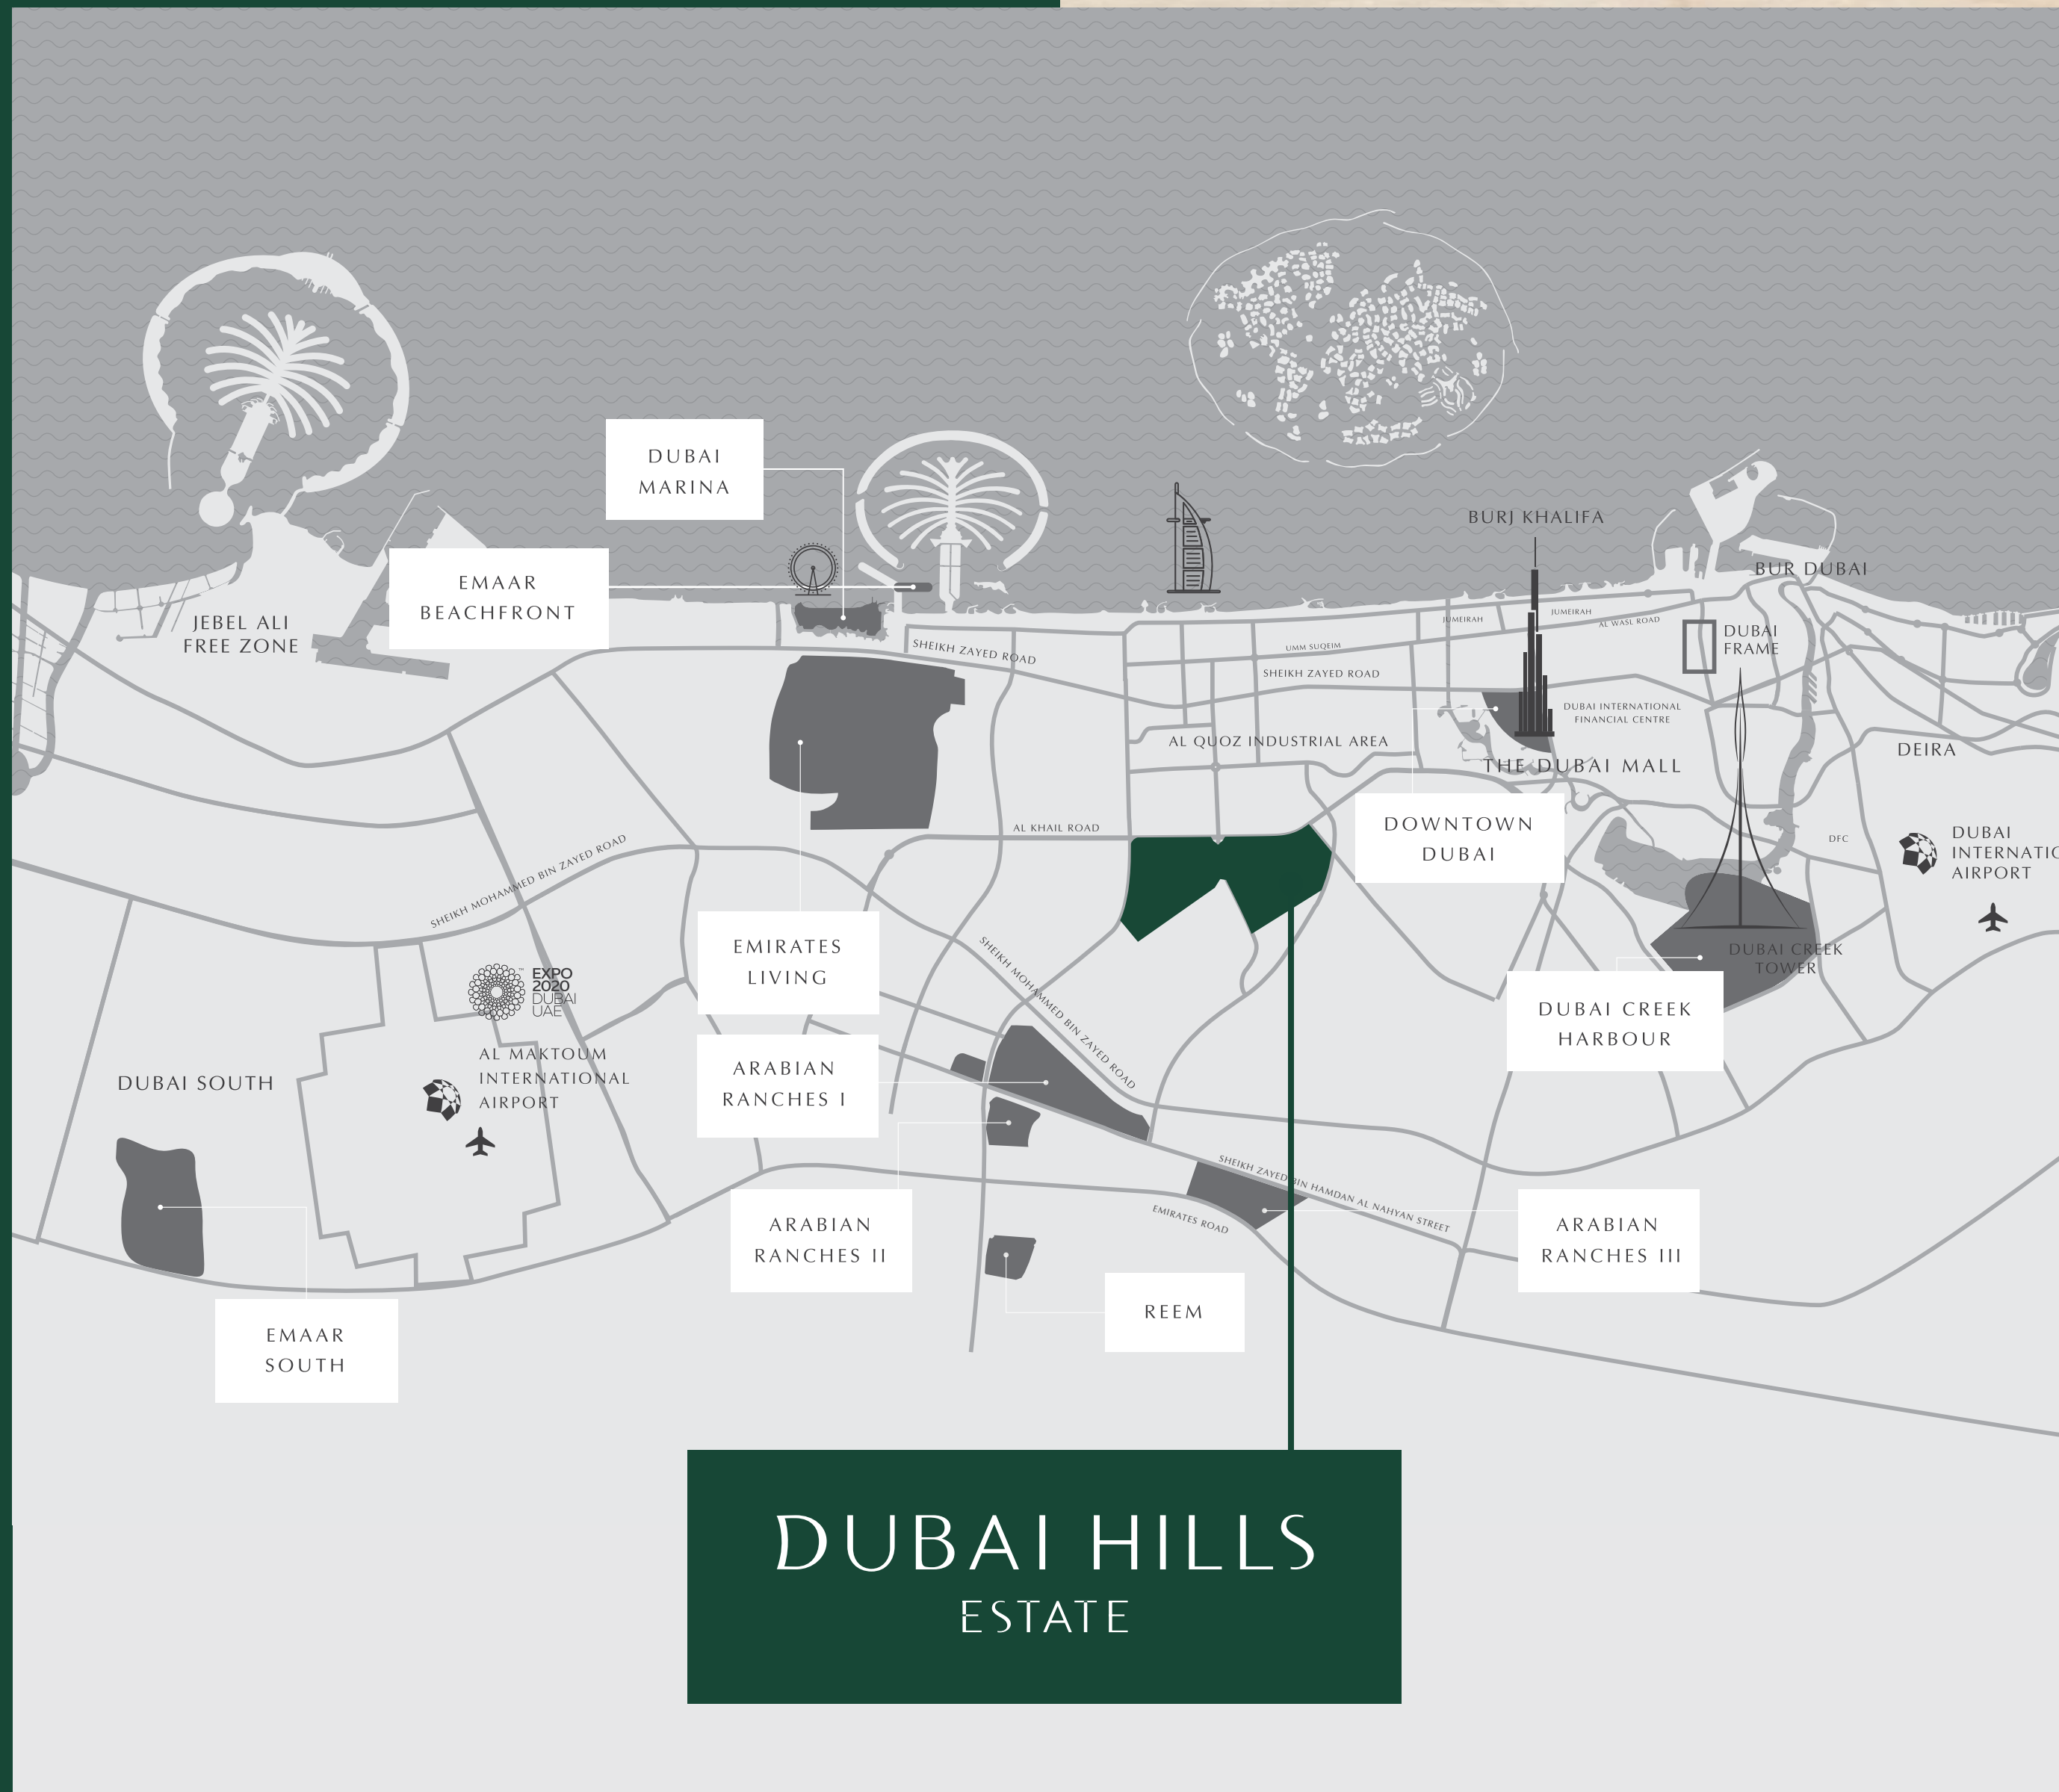 DUBAI
MARINA
BURJ KHALIFA
BUR DUBAI
EMAAR
BEACHFRONT
JEBEL ALI
FREE ZONE
JUMEIRAH
JUMEIRAH
AL WASL ROAD
DUBAI
FRAME
SHEIKH ZAYED ROAD
UMM SUQEIM
SHEIKH ZAYED ROAD
DUBAI INTERNATIONAL
FINANCIAL CENTRE
AL QUOZ INDUSTRIAL AREA
THE DUBAI MALL
DEIRA
AL KHAIL ROAD
DOWNTOWN
DUBAI
DFC
DUBAI
INTERNATIO
AIRPORT
SHEIKH MOHAMMED BIN ZAYED ROAD
EMIRATES
LIVING
SHEIKH MOHAMMED BIN ZAYED ROAD
DUBAI CREEK
TOWER
EXPO
2020
DUBAI
UAE
TM
DUBAI CREEK
HARBOUR
AL MAKTOUM
INTERNATIONAL
AIRPORT
DUBAI SOUTH
ARABIAN
RANCHES I
SHEIKH ZAYED BIN HAMDAN AL NAHYAN STREET
EMIRATES ROAD
ARABIAN
RANCHES II
ARABIAN
RANCHES III
REEM
EMAAR
SOUTH
DUBAI HILLS
ESTATE